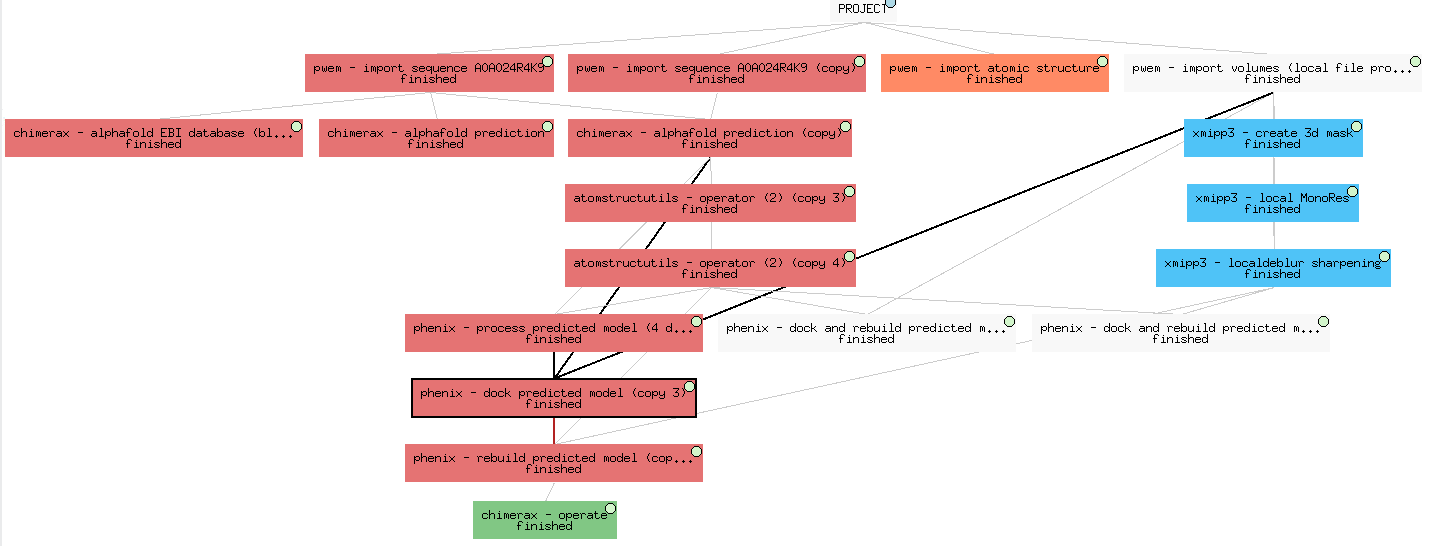 PROJECT
pwem - import sequence A0A024R4K9
finished
pwem - import sequence A0A024R4K9 (copy)
finished
pwem - import atomic structure
finished
pwem - import volumes (local file pro...
finished
chimerax - alphafold EBI database (bl...
finished
chimerax - alphafold prediction
finished
chimerax - alphafold prediction (copy)
finished
xmipp3 - create 3d mask
finished
atomstructutils - operator (2) (copy 3)
finished
xmipp3 - local MonoRes
finished
atomstructutils - operator (2) (copy 4)
finished
xmipp3 - localdeblur sharpening
finished
phenix - process predicted model (4 d...
finished
phenix - dock and rebuild predicted m...
finished
phenix - dock and rebuild predicted m...
finished
phenix - dock predicted model (copy 3)
finished
phenix - rebuild predicted model (cop...
finished
chimerax - operate
finished